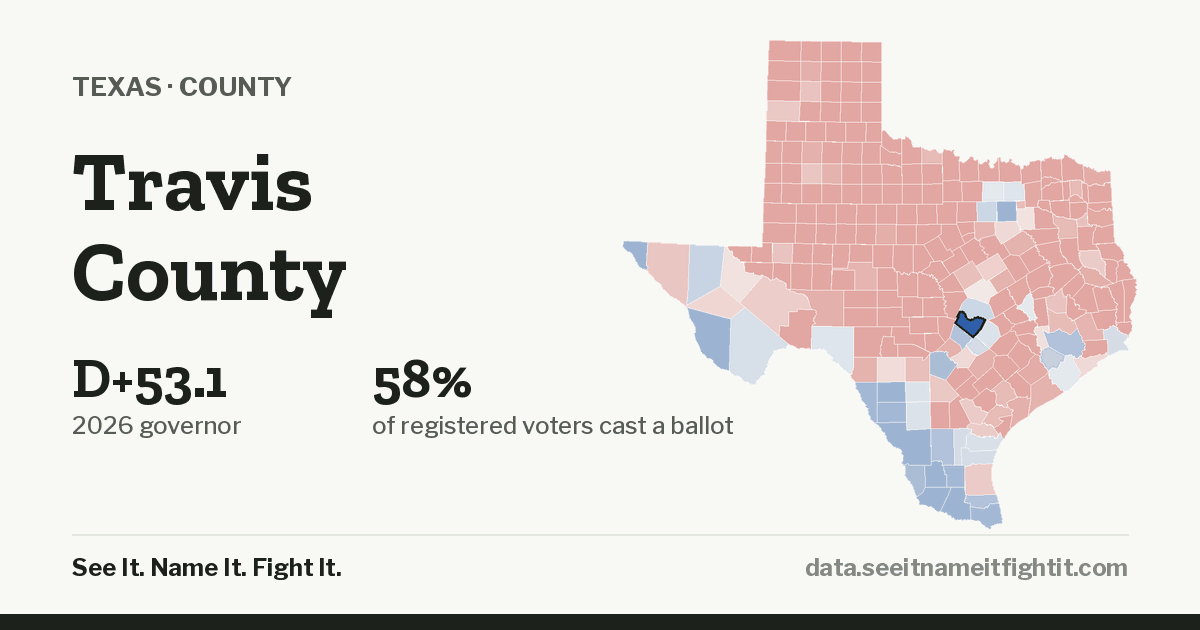 TEXAS · COUNTY
Travis
County
D+53.1
2026 governor
58%
of registered voters cast a ballot
See It. Name It. Fight It.
data.seeitnameitfightit.com